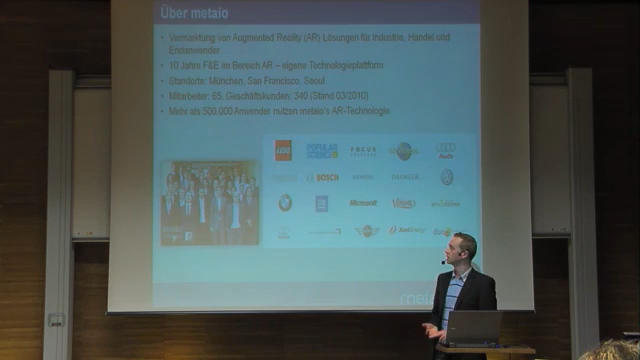 Über metaio
• Vermarktung von Augmented Reality (AR) Lösungen für Industrie, Handel und
Endanwender
• 10 Jahre F&E im Bereich AR – eigene Technologieplattform
• Standorte: München, San Francisco, Seoul
• Mitarbeiter: 65, Geschäftskunden: 340 (Stand 03/2010)
• Mehr als 500.000 Anwender nutzen metaio's AR-Technologie
LEGO POPULAR SCIENCE FOCUS Audi
BOSCH SIEMENS DAIMLER
Microsoft